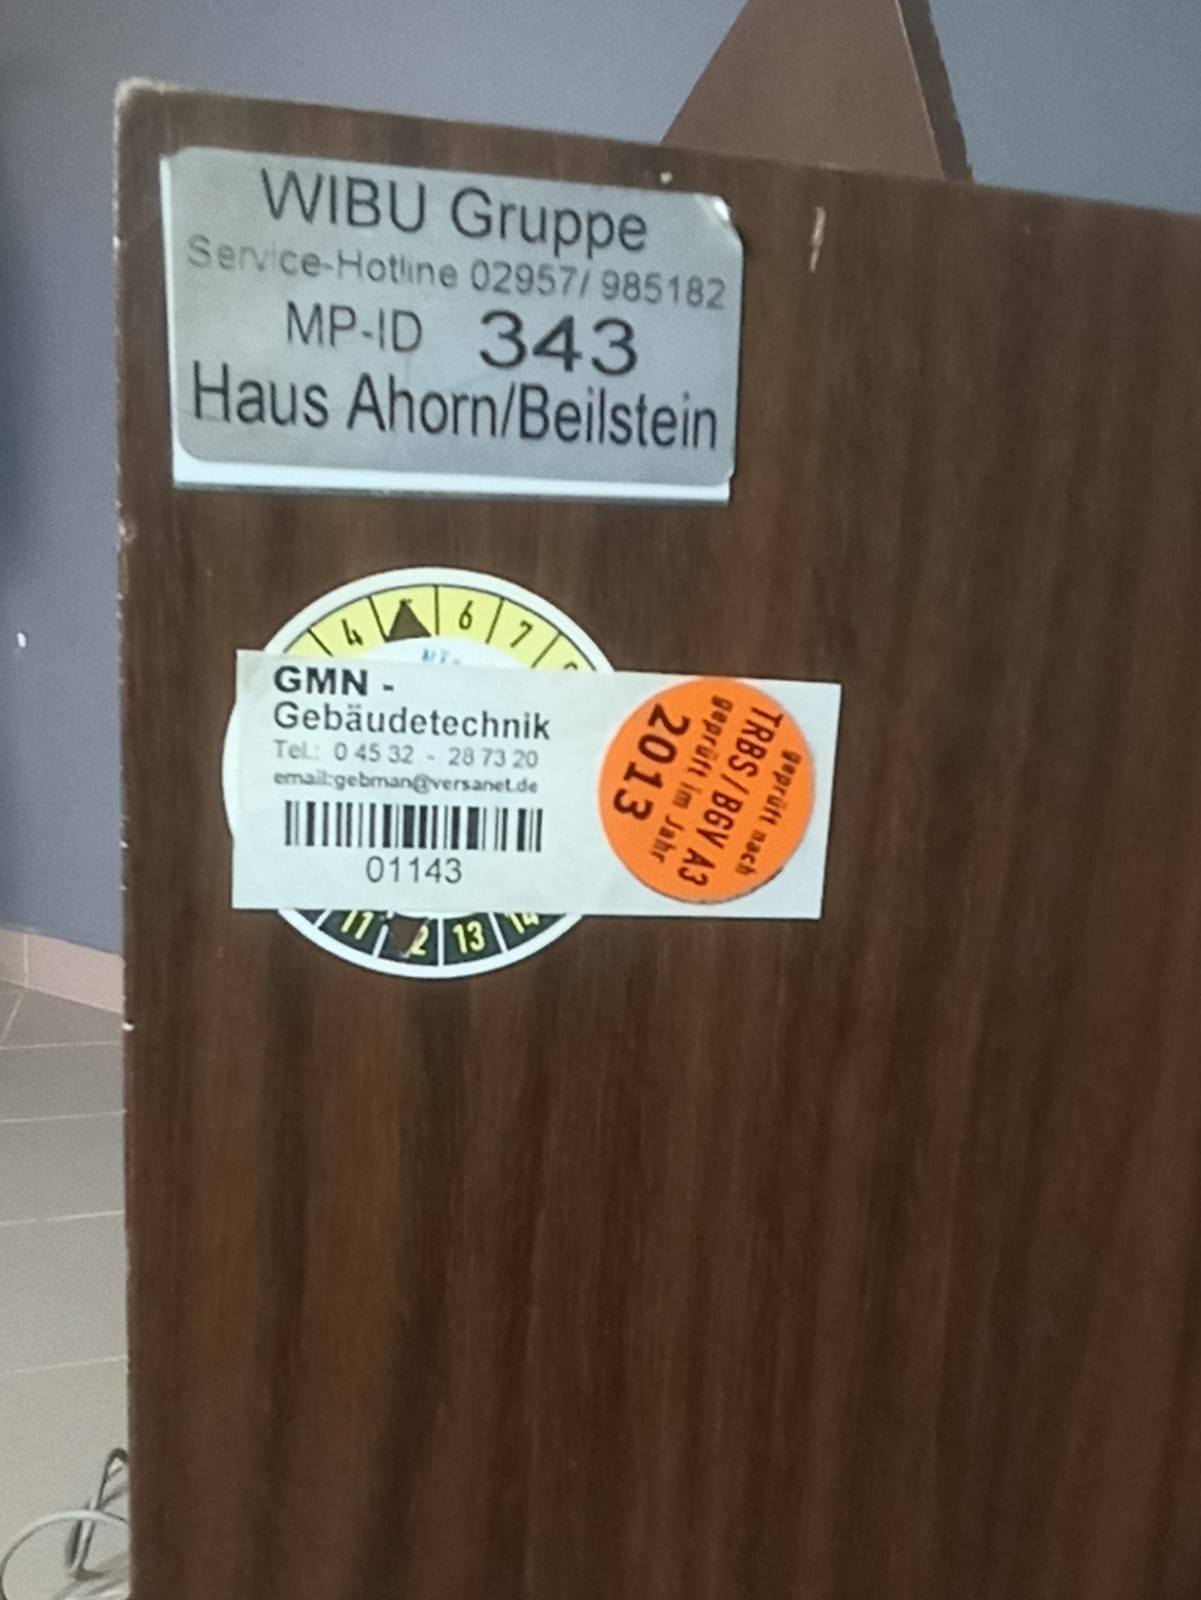 WIBU Gruppe
Service-Hotline 02957/ 985182
MP-ID 343
Haus Ahorn/Beilstein
4 6 7
GMN -
Gebäudetechnik
Tel.: 0 45 32 - 28 73 20
email:gebman@versanet.de
01143
geprüft nach
TRBS/BGV A3
geprüft im Jahr
2013
11 12 13 14